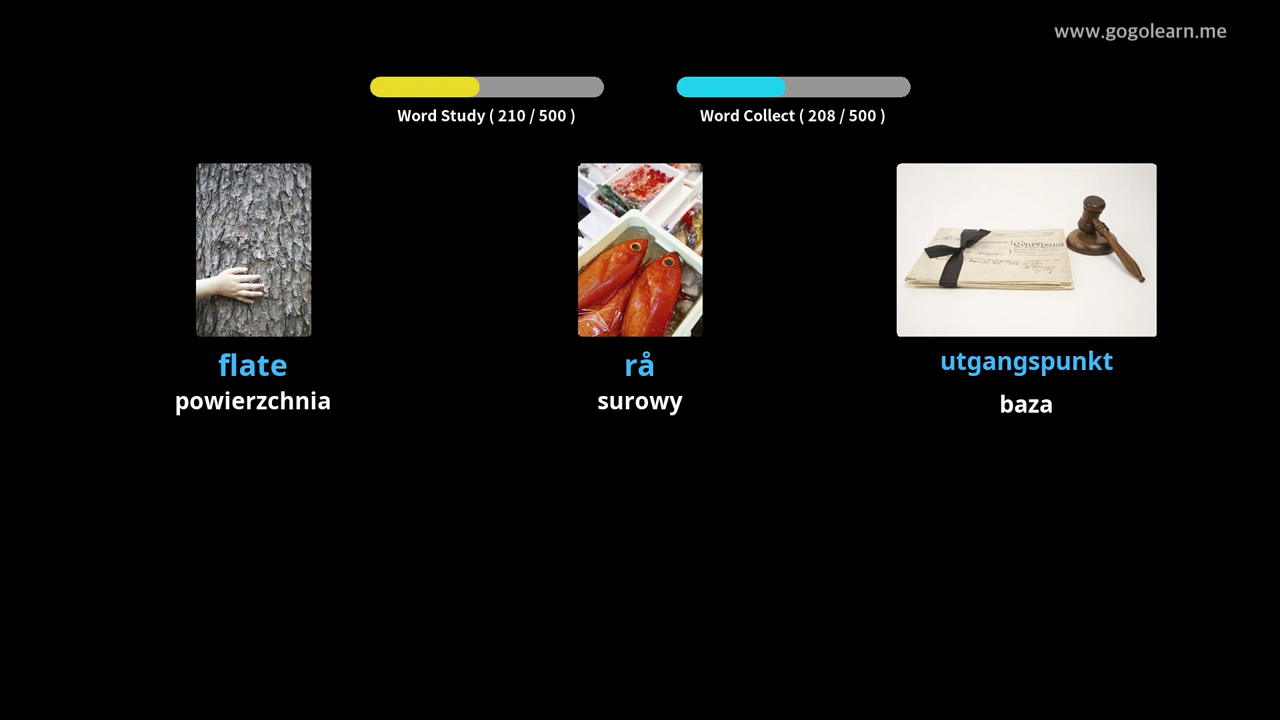 www.gogolearn.me
Word Study ( 210 / 500 )
Word Collect ( 208 / 500 )
flate
powierzchnia
rå
surowy
utgangspunkt
baza